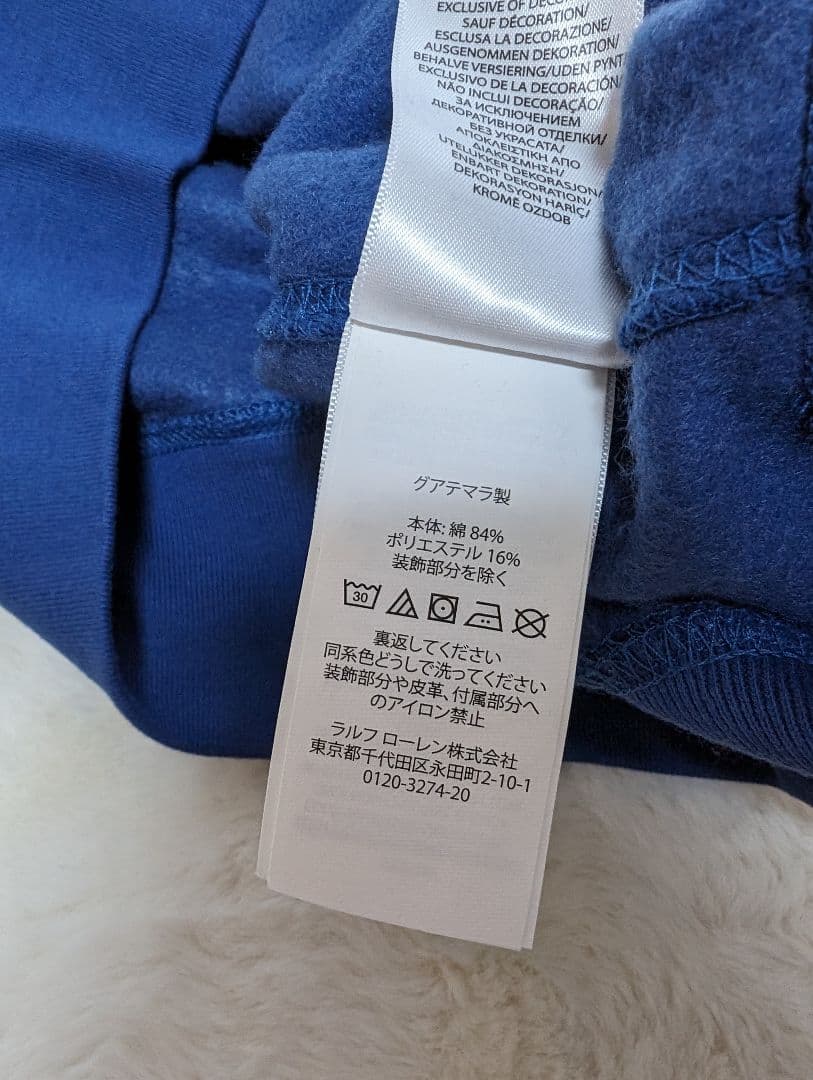 EXCLUSIVE OF DECORATION/
SAUF DÉCORATION/
ESCLUSA LA DECORAZIONE/
AUSGENOMMEN DEKORATION/
BEHALVE VERSIERING/UDEN PYNT/
EXCLUSIVO DE LA DECORACIÓN/
NÃO INCLUI DECORAÇÃO/
ЗА ИСКЛЮЧЕНИЕМ
ДЕКОРАТИВНОЙ ОТДЕЛКИ/
БЕЗ УКРАСАТА/
ΑΠΟΚΛΕΙΣΤΙΚΗ ΑΠΟ
ΔΙΑΚΟΣΜΗΣΗ/
UTELUKKER DEKORASJON/
ENBART DEKORATION/
DEKORASYON HARİÇ/
KROMĚ OZDOB
グアテマラ製
本体: 綿 84%
ポリエステル 16%
装飾部分を除く
30
裏返してください
同系色どうしで洗ってください
装飾部分や皮革、付属部分へ
のアイロン禁止
ラルフ ローレン株式会社
東京都千代田区永田町2-10-1
0120-3274-20